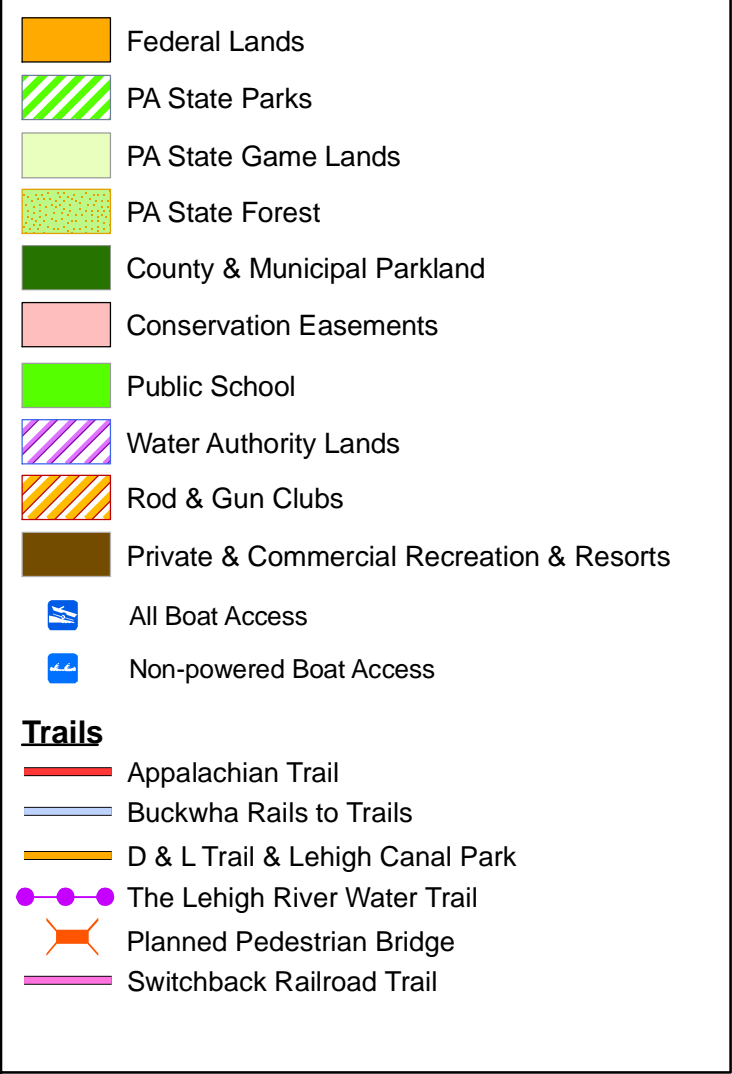 Federal Lands
PA State Parks
PA State Game Lands
PA State Forest
County & Municipal Parkland
Conservation Easements
Public School
Water Authority Lands
Rod & Gun Clubs
Private & Commercial Recreation & Resorts
All Boat Access
Non-powered Boat Access
Trails
Appalachian Trail
Buckwha Rails to Trails
D & L Trail & Lehigh Canal Park
The Lehigh River Water Trail
Planned Pedestrian Bridge
Switchback Railroad Trail